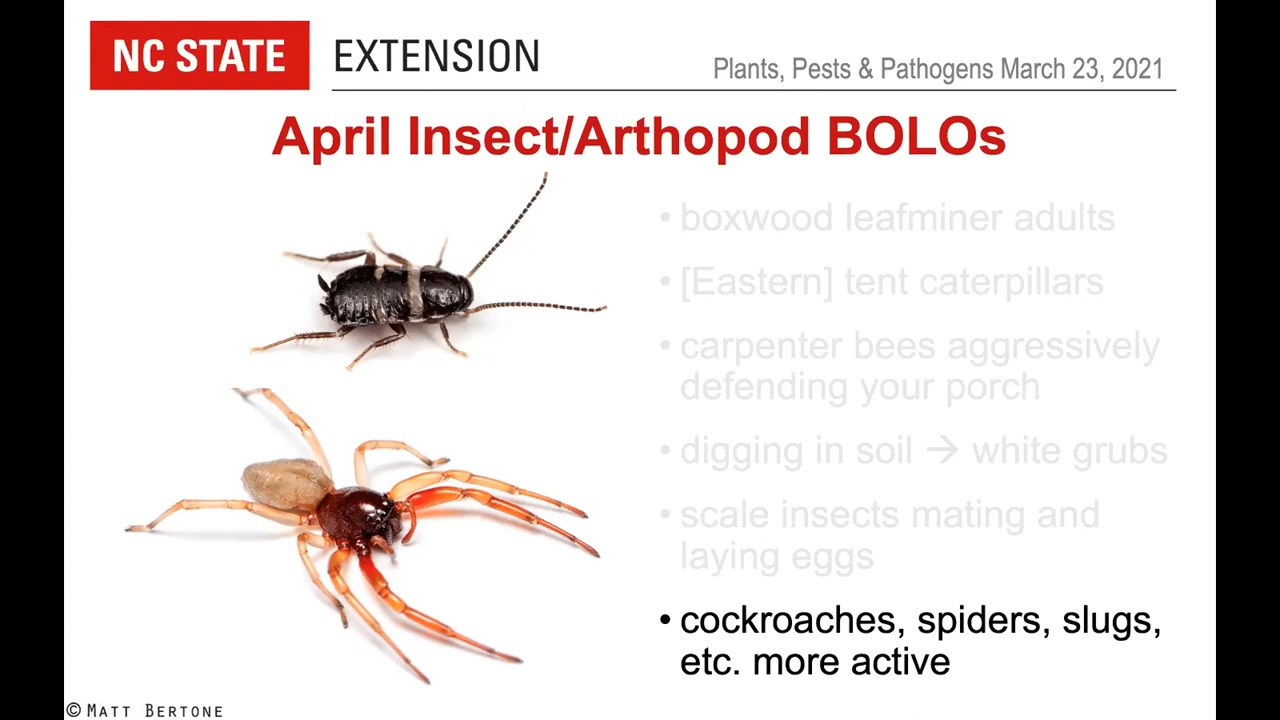 NC STATE EXTENSION
Plants, Pests & Pathogens March 23, 2021
April Insect/Arthopod BOLOs
• boxwood leafminer adults
• [Eastern] tent caterpillars
• carpenter bees aggressively
defending your porch
• digging in soil → white grubs
• scale insects mating and
laying eggs
• cockroaches, spiders, slugs,
etc. more active
© MATT BERTONE